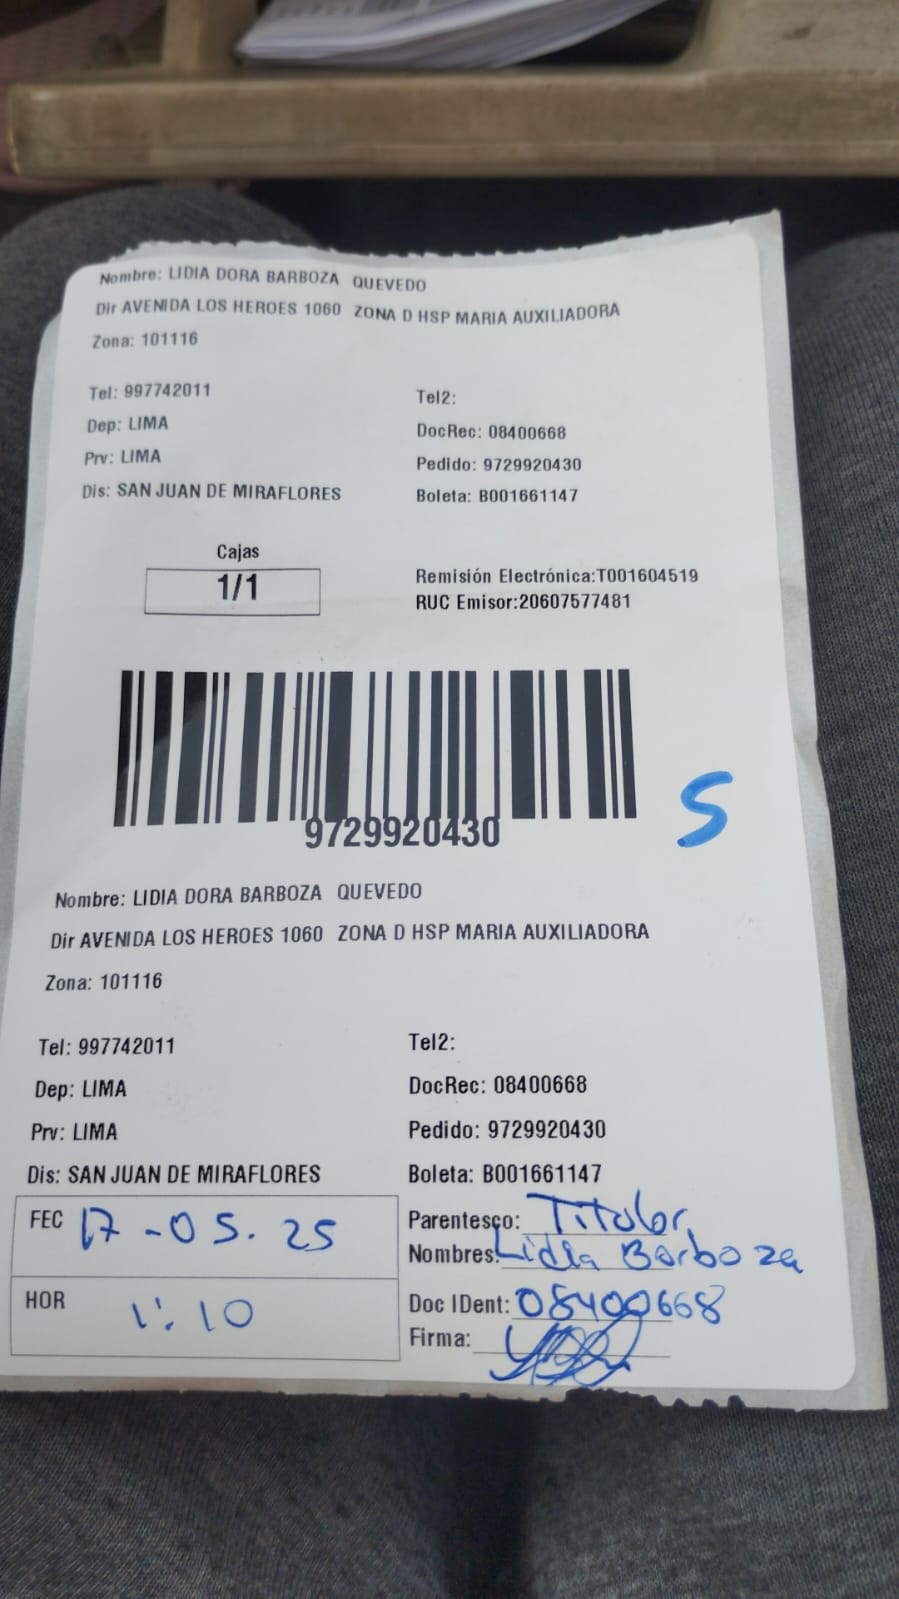 Nombre: LIDIA DORA BARBOZA QUEVEDO
Dir AVENIDA LOS HEROES 1060 ZONA D HSP MARIA AUXILIADORA
Zona: 101116
Tel: 997742011 Tel2:
Dep: LIMA DocRec: 08400668
Prv: LIMA Pedido: 9729920430
Dis: SAN JUAN DE MIRAFLORES Boleta: B001661147
Cajas
1/1
Remisión Electrónica:T001604519
RUC Emisor:20607577481
S
9729920430
Nombre: LIDIA DORA BARBOZA QUEVEDO
Dir AVENIDA LOS HEROES 1060 ZONA D HSP MARIA AUXILIADORA
Zona: 101116
Tel: 997742011 Tel2:
Dep: LIMA DocRec: 08400668
Prv: LIMA Pedido: 9729920430
Dis: SAN JUAN DE MIRAFLORES Boleta: B001661147
FEC 17-05.25 Parentesco: Titular
Nombres: Lidia Barboza
HOR 1:10 Doc IDent: 08400668
Firma: